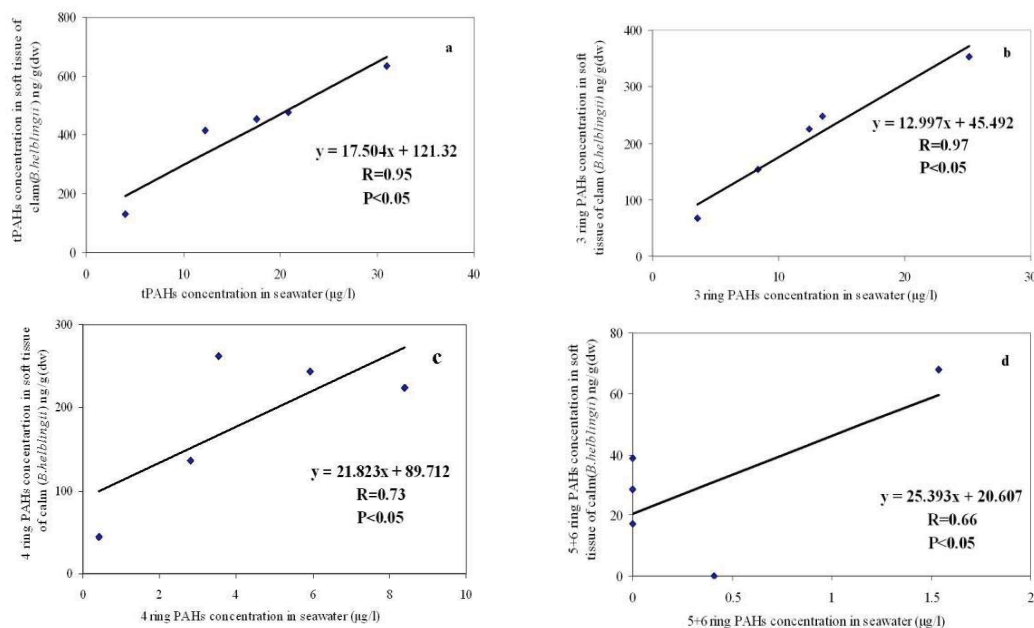 tPAHs concentration in soft tissue of
clam(B.helblingii) ng/g(dw)
800
600
400
200
0
a
y = 17.504x + 121.32
R=0.95
P<0.05
0 10 20 30 40
tPAHs concentration in seawater (µg/l)
3 ring PAHs concentration in soft
tissue of clam (B.helblingii) ng/g(dw)
400
300
200
100
0
b
y = 12.997x + 45.492
R=0.97
P<0.05
0 10 20 30
3 ring PAHs concentration in seawater (µg/l)
4 ring PAHs concentartion in soft tissue
of calm (B.helblingii) ng/g(dw)
300
200
100
0
c
y = 21.823x + 89.712
R=0.73
P<0.05
0 2 4 6 8 10
4 ring PAHs concentration in seawater (µg/l)
5+6 ring PAHs concentation in soft
tissue of calm(B.helblingii) ng/g(dw)
80
60
40
20
0
d
y = 25.393x + 20.607
R=0.66
P<0.05
0 0.5 1 1.5 2
5+6 ring PAHs concentration in seawater (µg/l)